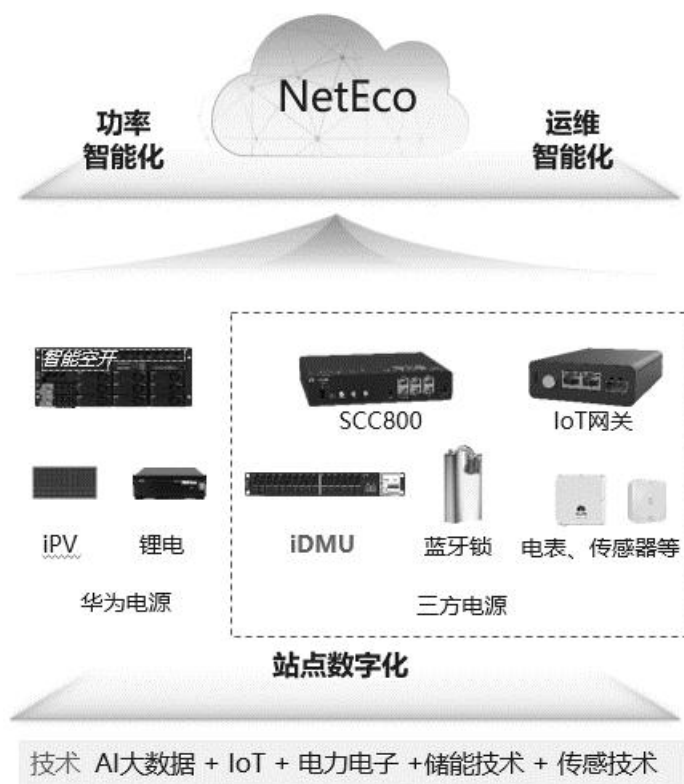 NetEco
功率
智能化
运维
智能化
智能空开
SCC800
IoT网关
iPV
锂电
iDMU
蓝牙锁
电表、传感器等
华为电源
三方电源
站点数字化
技术 AI大数据 + IoT + 电力电子 +储能技术 + 传感技术